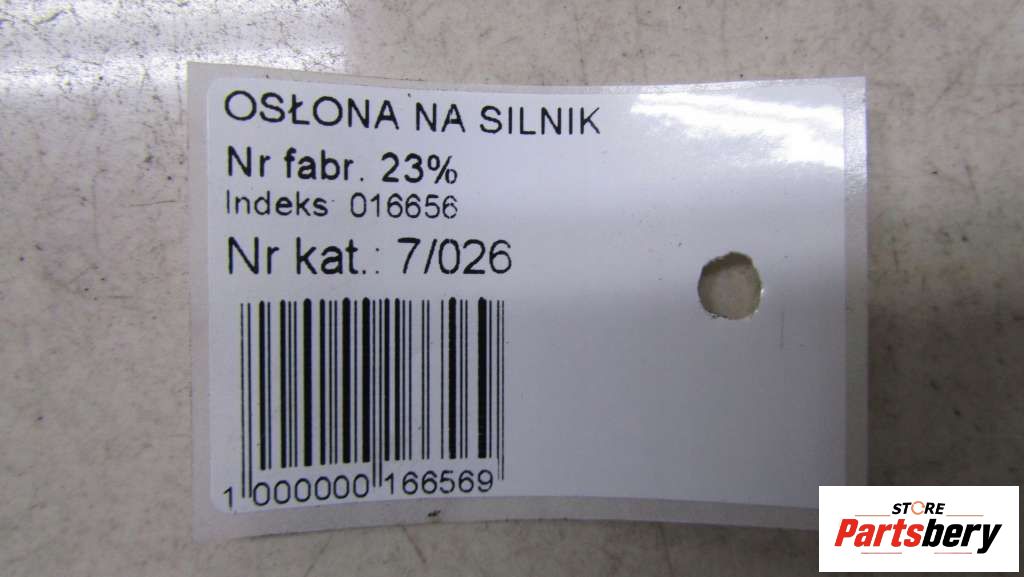 OSŁONA NA SILNIK
Nr fabr. 23%
Indeks 016656
Nr kat.: 7/026
1 000000 166569
STORE
Partsbery